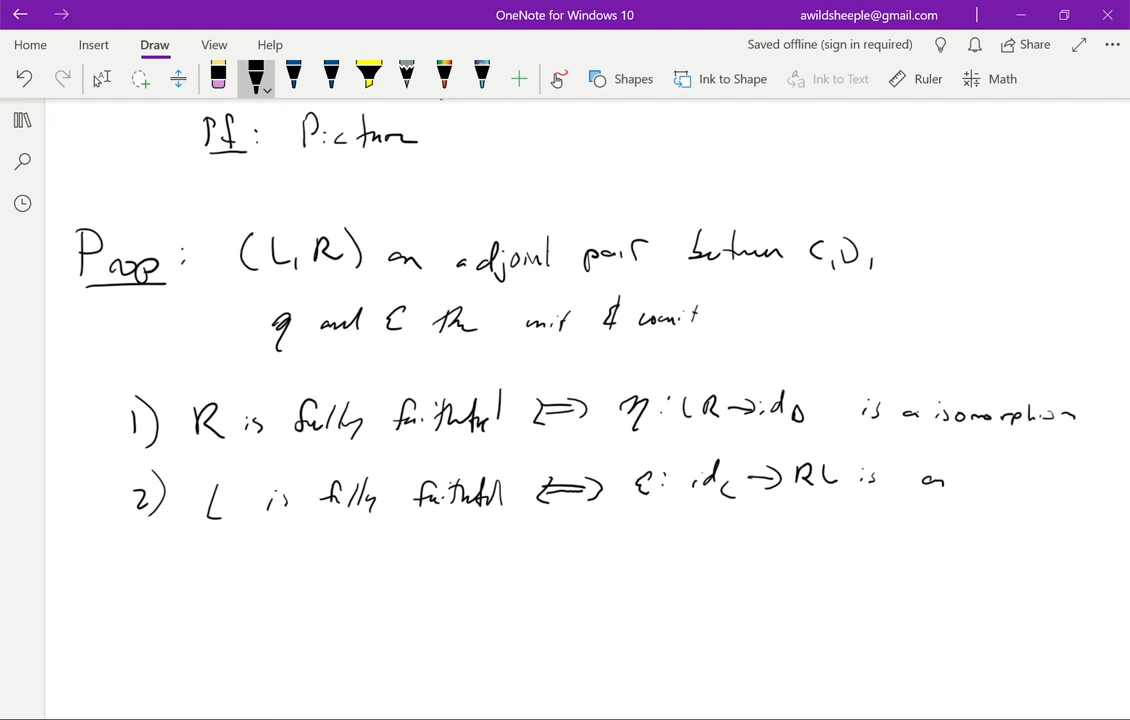 OneNote for Windows 10
awildsheeple@gmail.com
Home Insert Draw View Help
Saved offline (sign in required) Share
Shapes Ink to Shape Ink to Text Ruler Math
Pf: Picture
Prop: (L, R) an adjoint pair between C, D,
η and ε the unit & counit
1) R is fully faithful ⟺ η: LR → id_D is a isomorphism
2) L is fully faithful ⟺ ε: id_C → RL is an